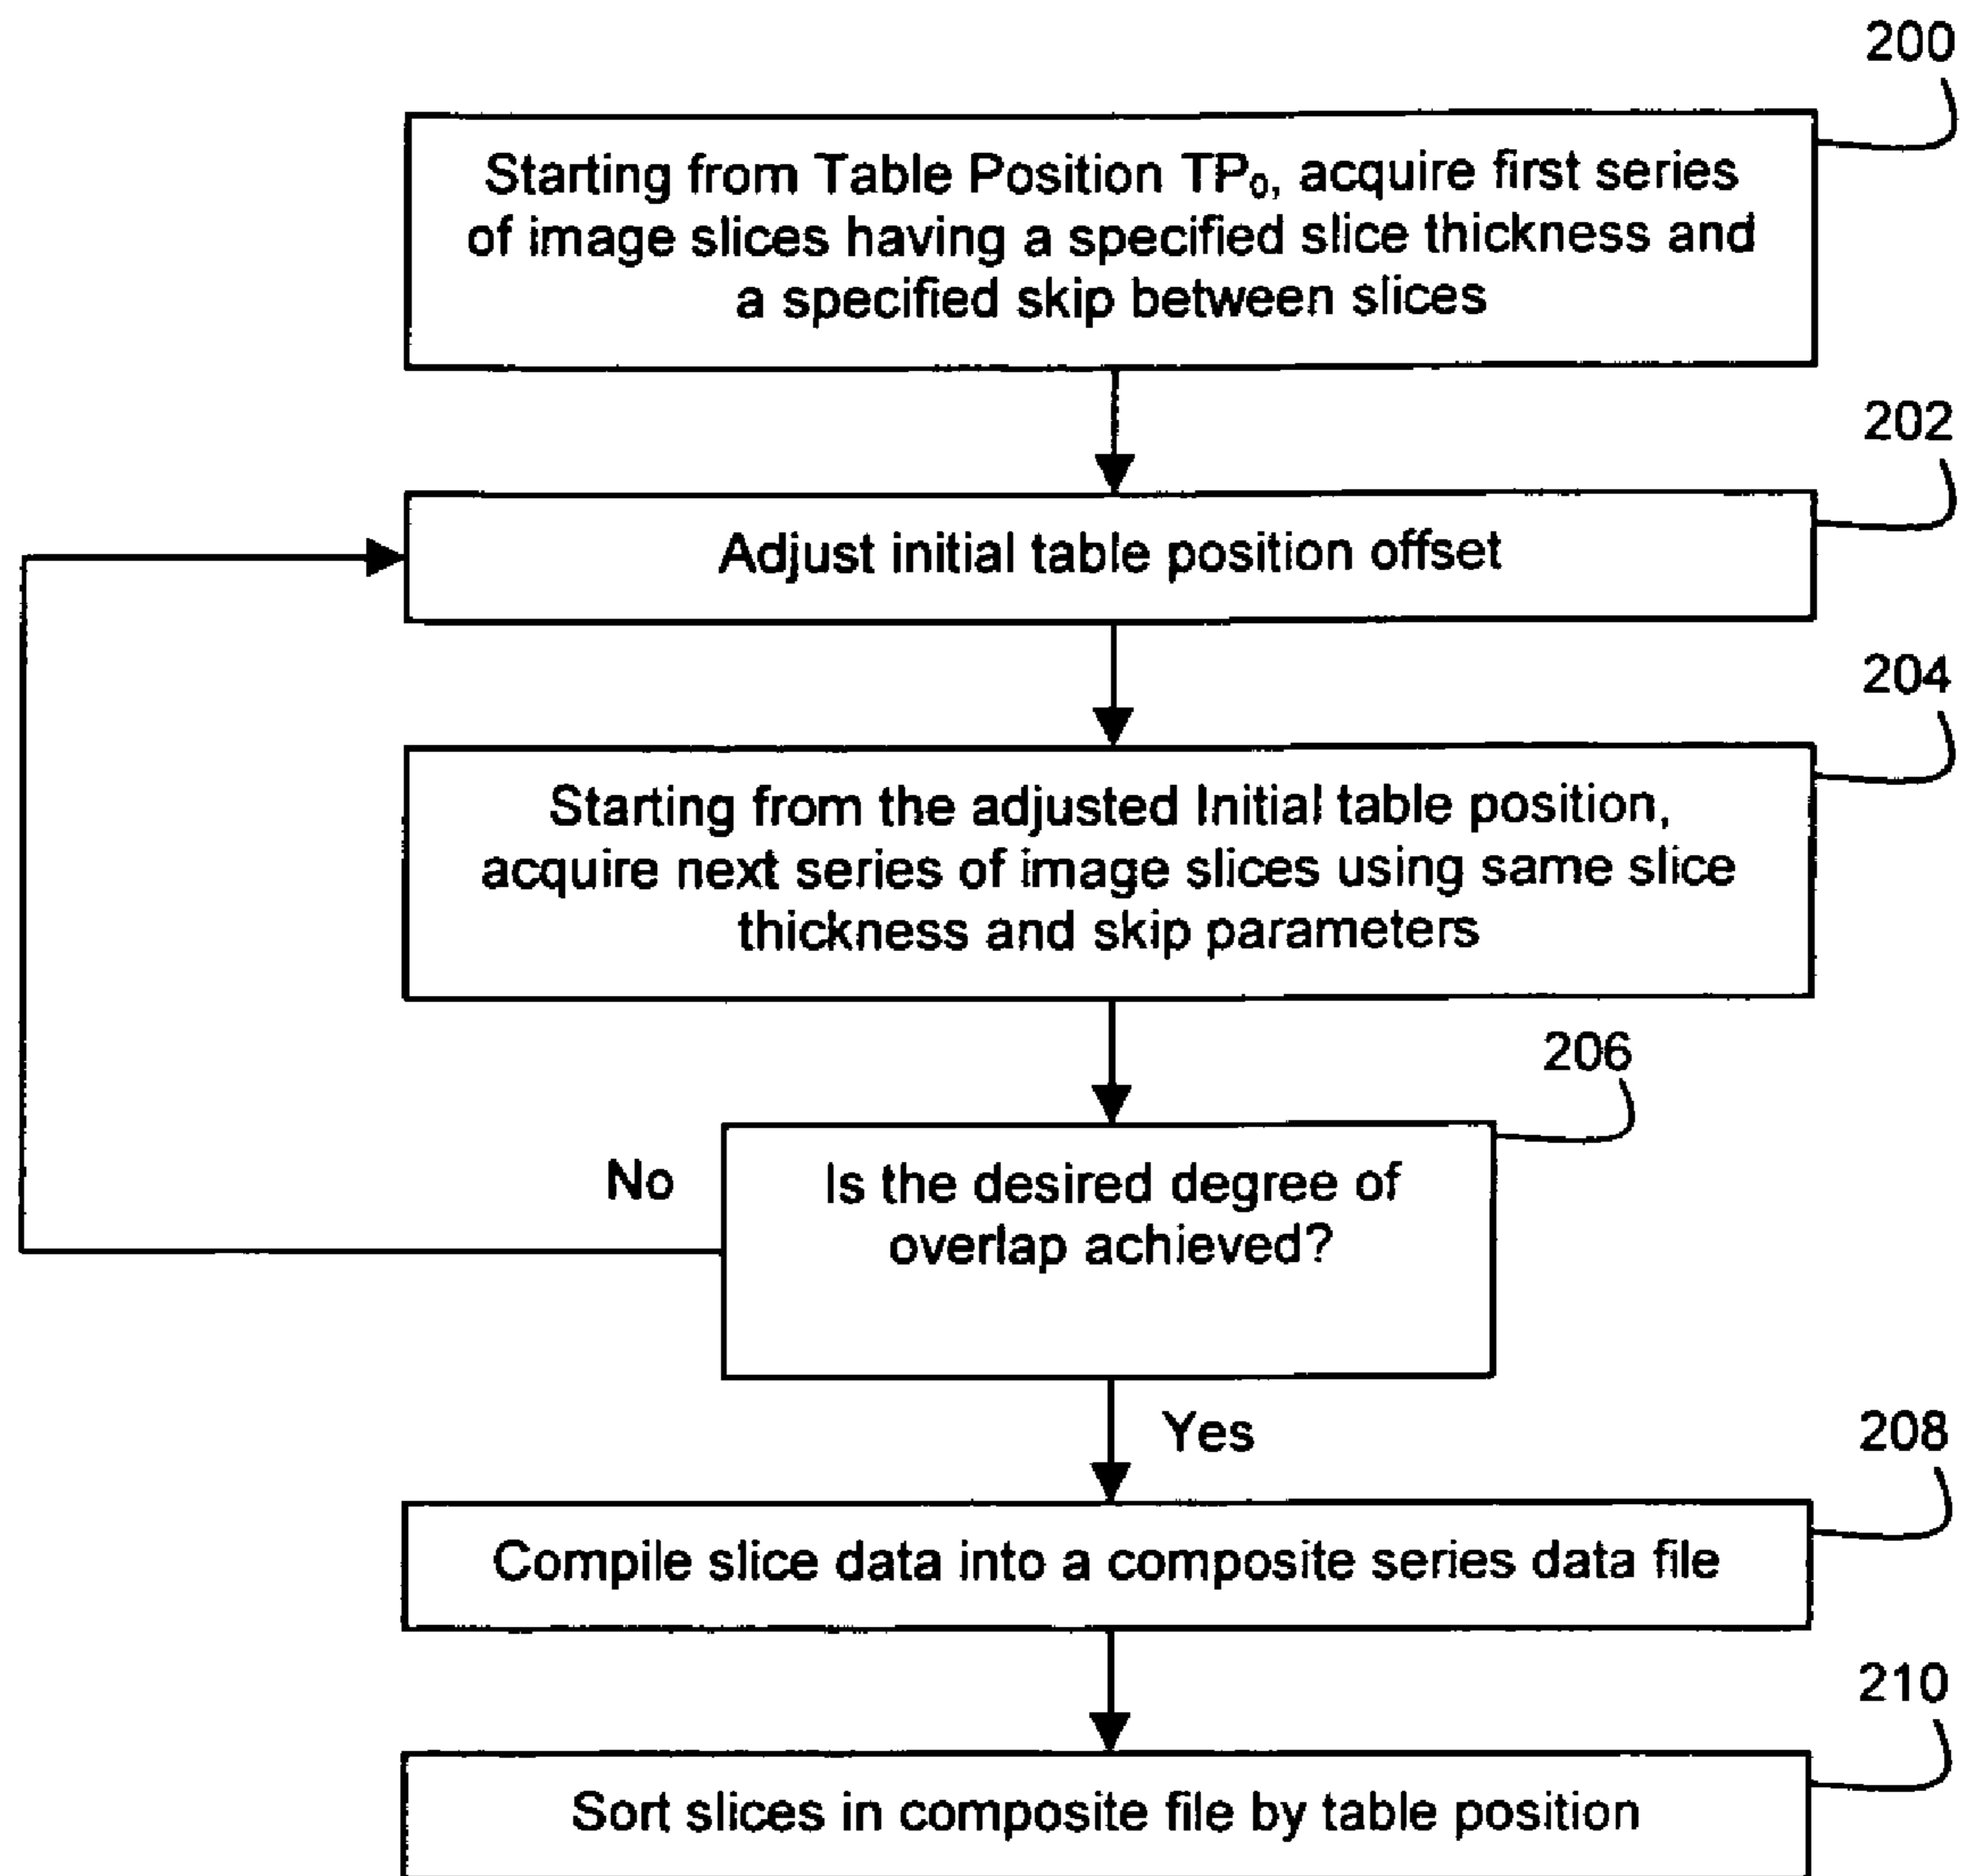 200
Starting from Table Position TP₀, acquire first series
of image slices having a specified slice thickness and
a specified skip between slices
202
Adjust initial table position offset
204
Starting from the adjusted Initial table position,
acquire next series of image slices using same slice
thickness and skip parameters
206
No
Is the desired degree of
overlap achieved?
Yes
208
Compile slice data into a composite series data file
210
Sort slices in composite file by table position